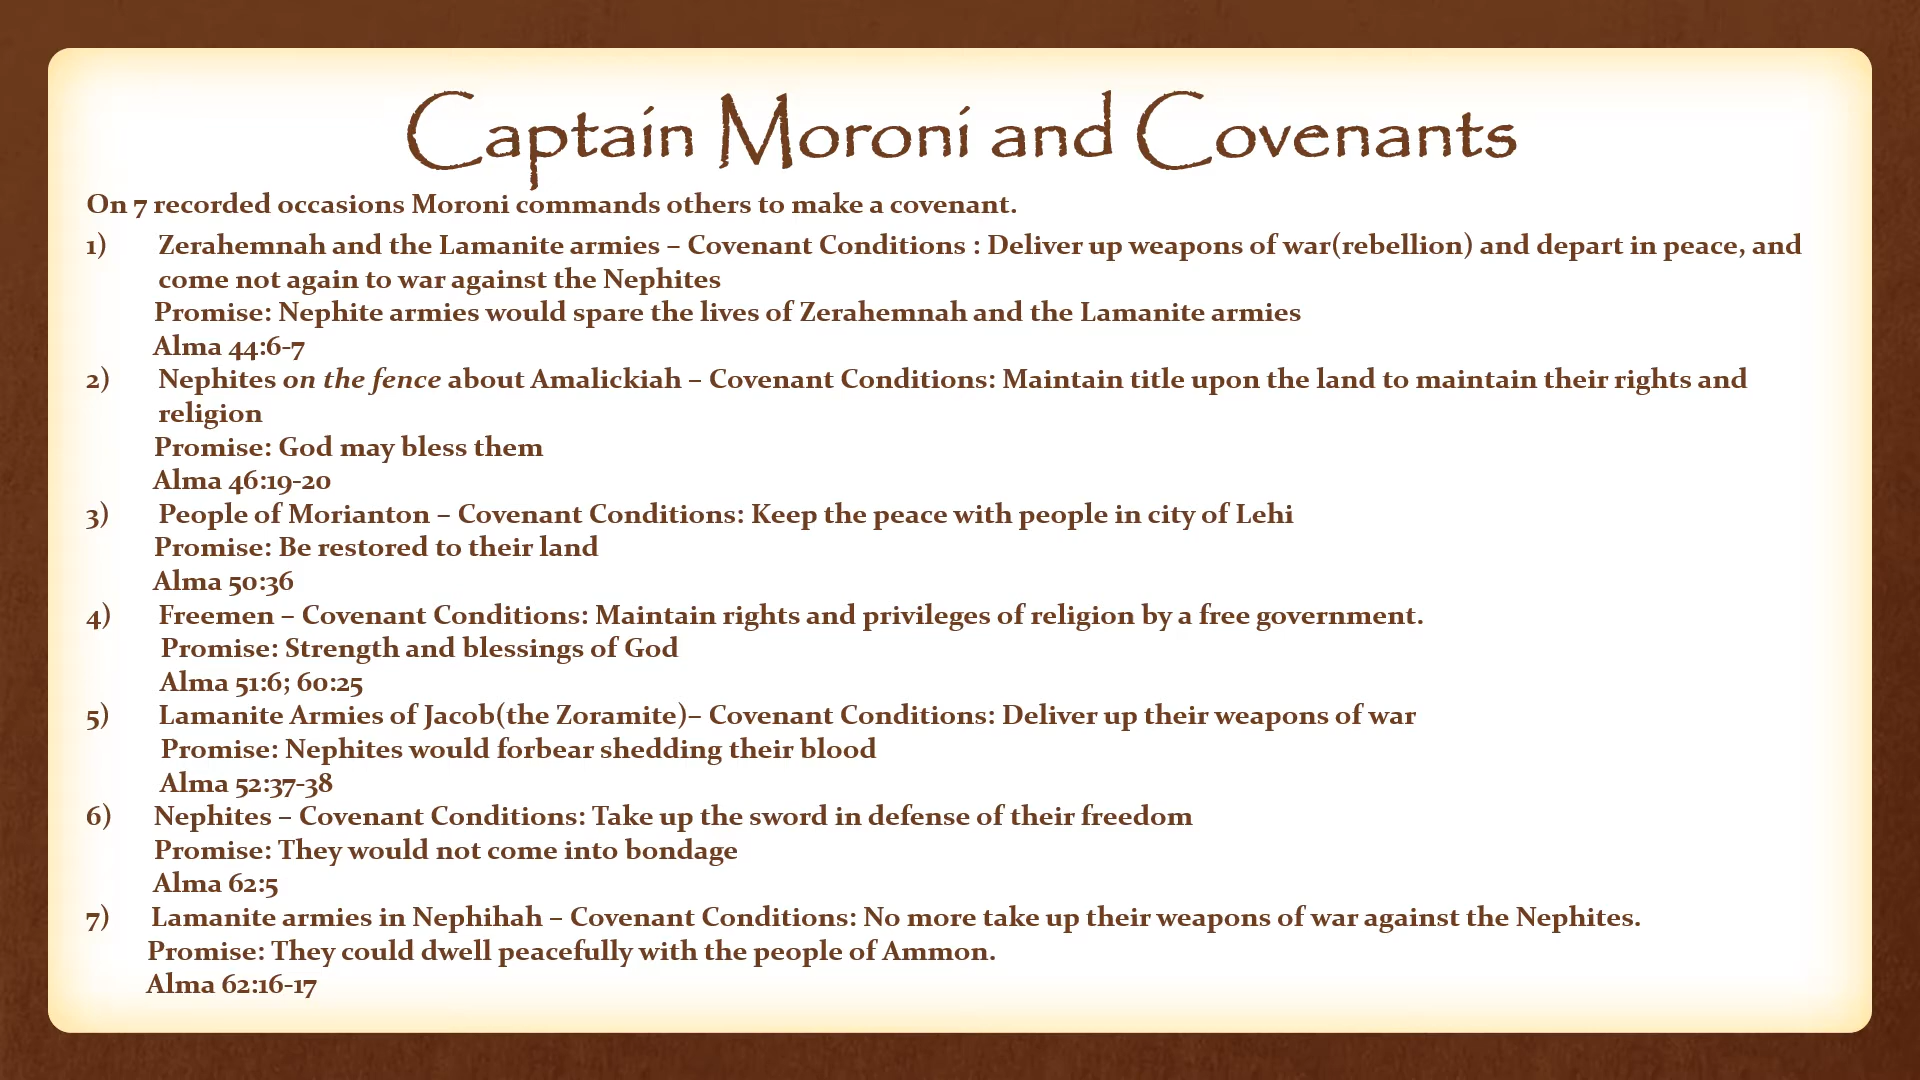 Captain Moroni and Covenants
On 7 recorded occasions Moroni commands others to make a covenant.
1) Zerahemnah and the Lamanite armies – Covenant Conditions : Deliver up weapons of war(rebellion) and depart in peace, and
come not again to war against the Nephites
Promise: Nephite armies would spare the lives of Zerahemnah and the Lamanite armies
Alma 44:6-7
2) Nephites on the fence about Amalickiah – Covenant Conditions: Maintain title upon the land to maintain their rights and
religion
Promise: God may bless them
Alma 46:19-20
3) People of Morianton – Covenant Conditions: Keep the peace with people in city of Lehi
Promise: Be restored to their land
Alma 50:36
4) Freemen – Covenant Conditions: Maintain rights and privileges of religion by a free government.
Promise: Strength and blessings of God
Alma 51:6; 60:25
5) Lamanite Armies of Jacob(the Zoramite)– Covenant Conditions: Deliver up their weapons of war
Promise: Nephites would forbear shedding their blood
Alma 52:37-38
6) Nephites – Covenant Conditions: Take up the sword in defense of their freedom
Promise: They would not come into bondage
Alma 62:5
7) Lamanite armies in Nephihah – Covenant Conditions: No more take up their weapons of war against the Nephites.
Promise: They could dwell peacefully with the people of Ammon.
Alma 62:16-17